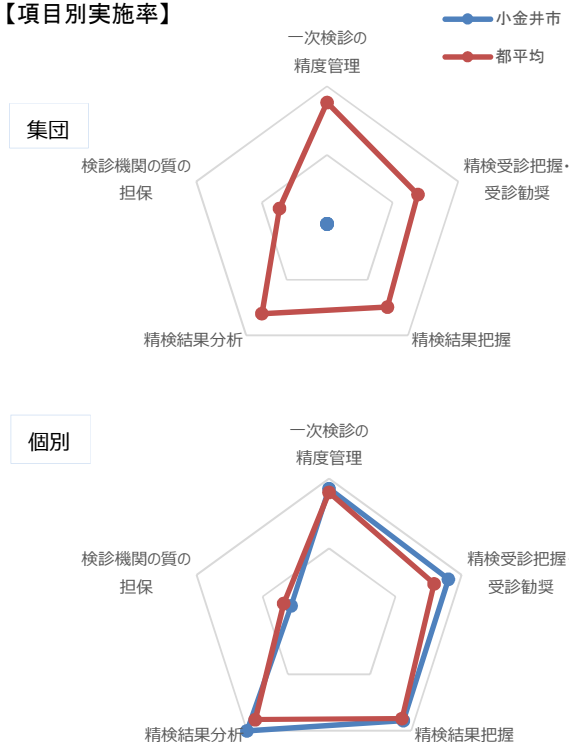 【項目別実施率】
小金井市
都平均
集団
一次検診の
精度管理
精検受診把握・
受診勧奨
精検結果把握
精検結果分析
検診機関の質の
担保
個別
一次検診の
精度管理
精検受診把握
受診勧奨
精検結果把握
精検結果分析
検診機関の質の
担保